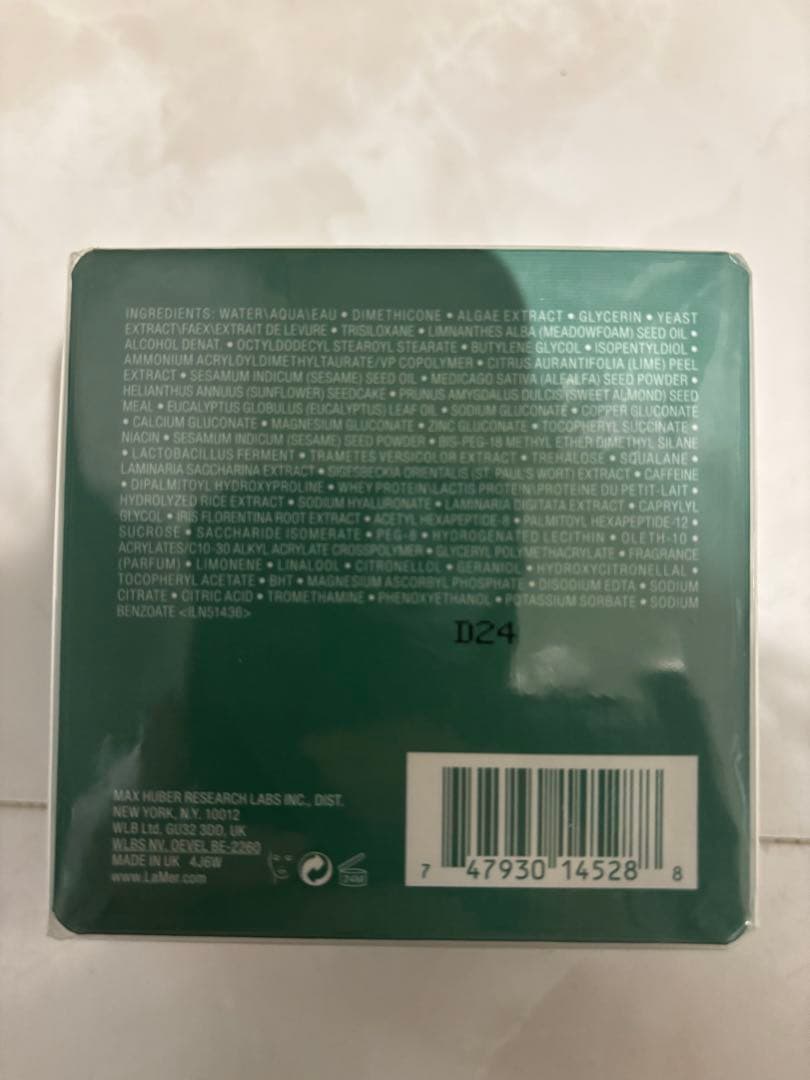 INGREDIENTS: WATER\AQUA\EAU • DIMETHICONE • ALGAE EXTRACT • GLYCERIN • YEAST
EXTRACT\FAEX\EXTRAIT DE LEVURE • TRISILOXANE • LIMNANTHES ALBA (MEADOWFOAM) SEED OIL •
ALCOHOL DENAT. • OCTYLDODECYL STEAROYL STEARATE • BUTYLENE GLYCOL • ISOPENTYLDIOL •
AMMONIUM ACRYLOYLDIMETHYLTAURATE/VP COPOLYMER • CITRUS AURANTIFOLIA (LIME) PEEL
EXTRACT • SESAMUM INDICUM (SESAME) SEED OIL • MEDICAGO SATIVA (ALFALFA) SEED POWDER •
HELIANTHUS ANNUUS (SUNFLOWER) SEEDCAKE • PRUNUS AMYGDALUS DULCIS (SWEET ALMOND) SEED
MEAL • EUCALYPTUS GLOBULUS (EUCALYPTUS) LEAF OIL • SODIUM GLUCONATE • COPPER GLUCONATE
• CALCIUM GLUCONATE • MAGNESIUM GLUCONATE • ZINC GLUCONATE • TOCOPHERYL SUCCINATE •
NIACIN • SESAMUM INDICUM (SESAME) SEED POWDER • BIS-PEG-18 METHYL ETHER DIMETHYL SILANE
• LACTOBACILLUS FERMENT • TRAMETES VERSICOLOR EXTRACT • TREHALOSE • SQUALANE •
LAMINARIA SACCHARINA EXTRACT • SIGESBECKIA ORIENTALIS (ST. PAUL'S WORT) EXTRACT • CAFFEINE
• DIPALMITOYL HYDROXYPROLINE • WHEY PROTEIN\LACTIS PROTEIN\PROTEINE DU PETIT-LAIT •
HYDROLYZED RICE EXTRACT • SODIUM HYALURONATE • LAMINARIA DIGITATA EXTRACT • CAPRYLYL
GLYCOL • IRIS FLORENTINA ROOT EXTRACT • ACETYL HEXAPEPTIDE-8 • PALMITOYL HEXAPEPTIDE-12 •
SUCROSE • SACCHARIDE ISOMERATE • PEG-8 • HYDROGENATED LECITHIN • OLETH-10 •
ACRYLATES/C10-30 ALKYL ACRYLATE CROSSPOLYMER • GLYCERYL POLYMETHACRYLATE • FRAGRANCE
(PARFUM) • LIMONENE • LINALOOL • CITRONELLOL • GERANIOL • HYDROXYCITRONELLAL •
TOCOPHERYL ACETATE • BHT • MAGNESIUM ASCORBYL PHOSPHATE • DISODIUM EDTA • SODIUM
CITRATE • CITRIC ACID • TROMETHAMINE • PHENOXYETHANOL • POTASSIUM SORBATE • SODIUM
BENZOATE <ILN51436>
D24
MAX HUBER RESEARCH LABS INC., DIST.
NEW YORK, N.Y. 10012
WLB Ltd. GU32 3DD, UK
WLBS NV. OEVEL BE-2260
MADE IN UK 4J6W
www.LaMer.com
24M
7 47930 14528 8